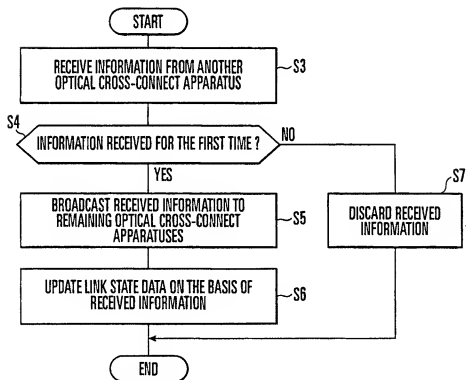 START
RECEIVE INFORMATION FROM ANOTHER
OPTICAL CROSS-CONNECT APPARATUS
S3
S4
INFORMATION RECEIVED FOR THE FIRST TIME ?
NO
YES
S7
BROADCAST RECEIVED INFORMATION TO
REMAINING OPTICAL CROSS-CONNECT
APPARATUSES
S5
DISCARD RECEIVED
INFORMATION
UPDATE LINK STATE DATA ON THE BASIS OF
RECEIVED INFORMATION
S6
END